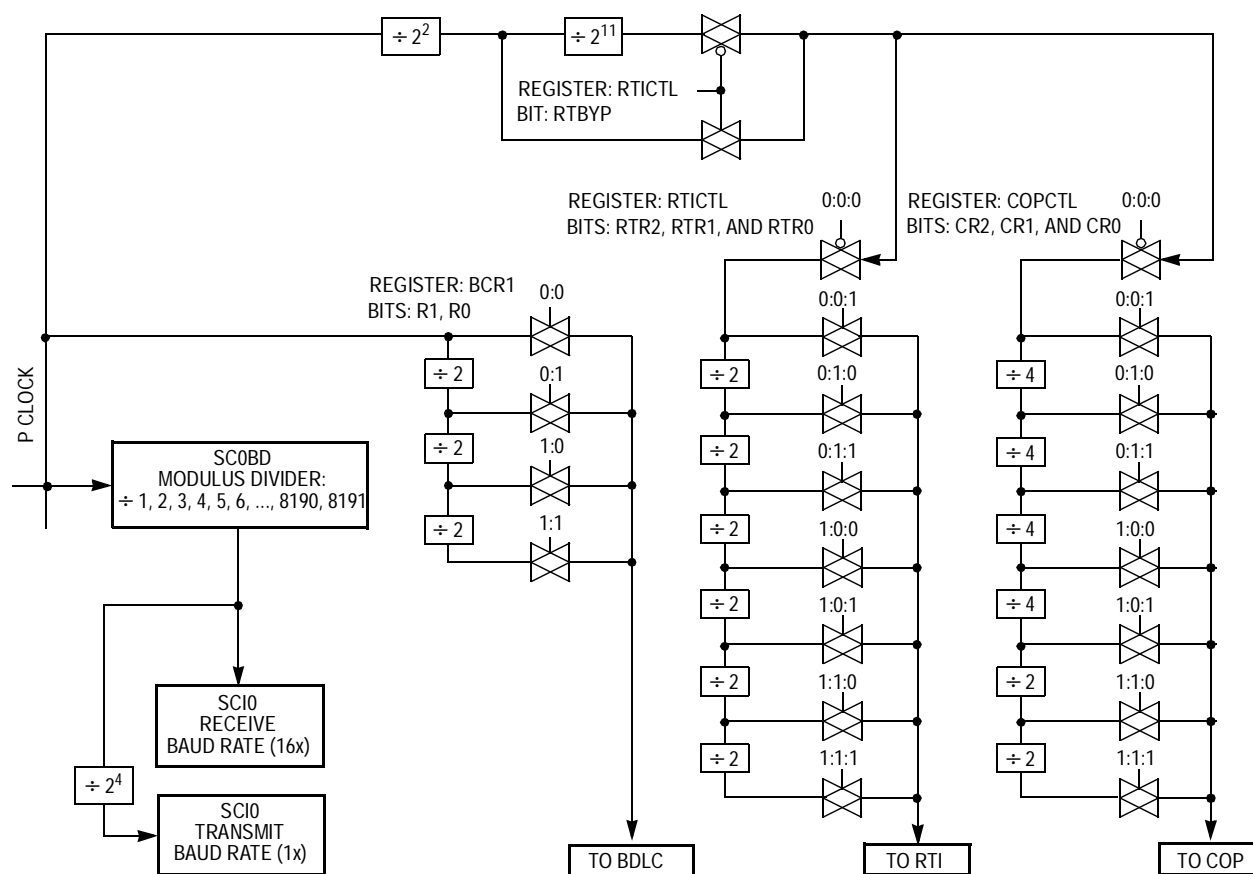 ÷ 2²
÷ 2¹¹
REGISTER: RTICTL
BIT: RTBYP
REGISTER: RTICTL
BITS: RTR2, RTR1, AND RTR0
0:0:0
REGISTER: COPCTL
BITS: CR2, CR1, AND CR0
0:0:0
REGISTER: BCR1
BITS: R1, R0
0:0
0:0:1
0:0:1
÷ 2
÷ 2
÷ 4
0:1
0:1:0
0:1:0
P CLOCK
÷ 2
÷ 2
÷ 4
1:0
0:1:1
0:1:1
SC0BD
MODULUS DIVIDER:
÷ 1, 2, 3, 4, 5, 6, ..., 8190, 8191
÷ 2
÷ 2
÷ 4
1:1
1:0:0
1:0:0
÷ 2
÷ 4
1:0:1
1:0:1
÷ 2
÷ 2
1:1:0
1:1:0
SCI0
RECEIVE
BAUD RATE (16x)
÷ 2
÷ 2
1:1:1
1:1:1
÷ 2⁴
SCI0
TRANSMIT
BAUD RATE (1x)
TO BDLC
TO RTI
TO COP